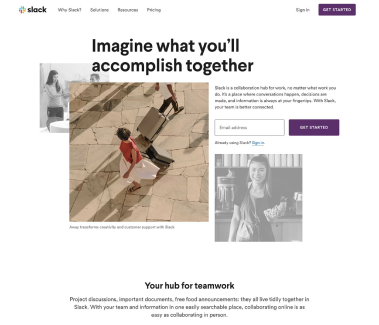 slack
Why Slack?
Solutions
Resources
Pricing
Sign in
GET STARTED
Imagine what you'll
accomplish together
Slack is a collaboration hub for work, no matter what work you
do. It's a place where conversations happen, decisions are
made, and information is always at your fingertips. With Slack,
your team is better connected.
Email address
GET STARTED
Already using Slack? Sign in.
Away transforms creativity and customer support with Slack
Your hub for teamwork
Project discussions, important documents, free food announcements: they all live tidily together in
Slack. With your team and information in one easily searchable place, collaborating online is as
easy as collaborating in person.